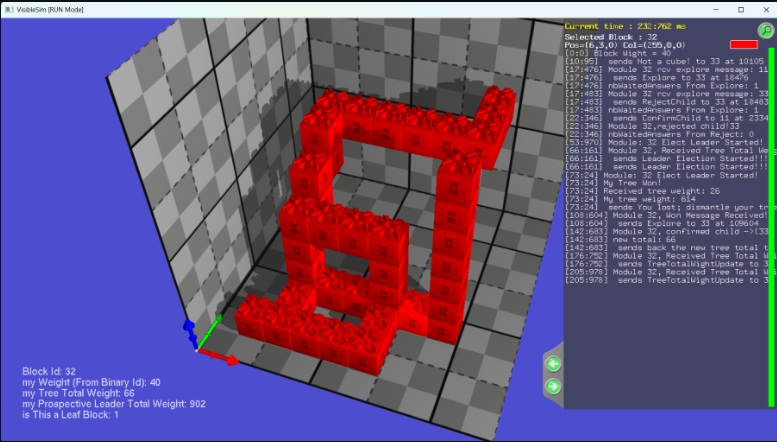 VisibleSim [RUN Mode]
Current time : 232:762 ms
Selected Block : 32
Pos=(6,3,0) Col=(255,0,0)
[0:0] Block Wight = 40
[10:95] sends Not a cube! to 33 at 10105
[17:476] Module 32 rcv explore message: 11
[17:476] sends Explore to 33 at 18476
[17:476] nbWaitedAnswers From Explore: 1
[17:483] Module 32 rcv explore message: 33
[17:483] sends RejectChild to 33 at 18483
[17:483] nbWaitedAnswers From Explore: 1
[22:346] sends ConfirmChild to 11 at 2334
[22:346] Module 32,rejected child!33
[22:346] nbWaitedAnswers From Reject: 0
[53:970] Module: 32 Elect Leader Started!
[66:161] Module 32, Received Tree Total Weig
[66:161] sends Leader Election Started!!!
[66:161] sends Leader Election Started!!!
[73:24] Module: 32 Elect Leader Started!
[73:24] My Tree Won!
[73:24] Received tree weight: 26
[73:24] My tree weight: 614
[73:24] sends You lost; dismantle your tre
[108:604] Module 32, Won Message Received!
[108:604] sends Explore to 33 at 109604
[142:683] Module 32, confirmed child ->(33
[142:683] new total: 66
[142:683] sends back the new tree total t
[176:752] Module 32, Received Tree Total W
[176:752] sends TreeTotalWightUpdate to 3
[205:978] Module 32, Received Tree Total W
[205:978] sends TreeTotalWightUpdate to 3
Block Id: 32
my Weight (From Binary Id): 40
my Tree Total Weight: 66
my Prospective Leader Total Weight: 902
is This a Leaf Block: 1